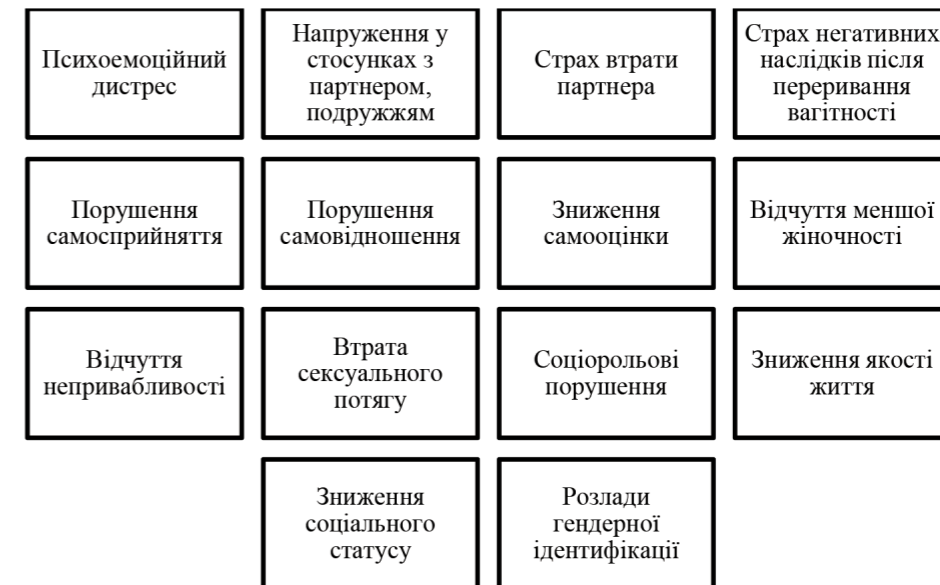 Психоемоційний
дистрес
Напруження у
стосунках з
партнером,
подружжям
Страх втрати
партнера
Страх негативних
наслідків після
переривання
вагітності
Порушення
самосприйняття
Порушення
самовідношення
Зниження
самооцінки
Відчуття меншої
жіночності
Відчуття
непривабливості
Втрата
сексуального
потягу
Соціорольові
порушення
Зниження якості
життя
Зниження
соціального
статусу
Розлади
гендерної
ідентифікації